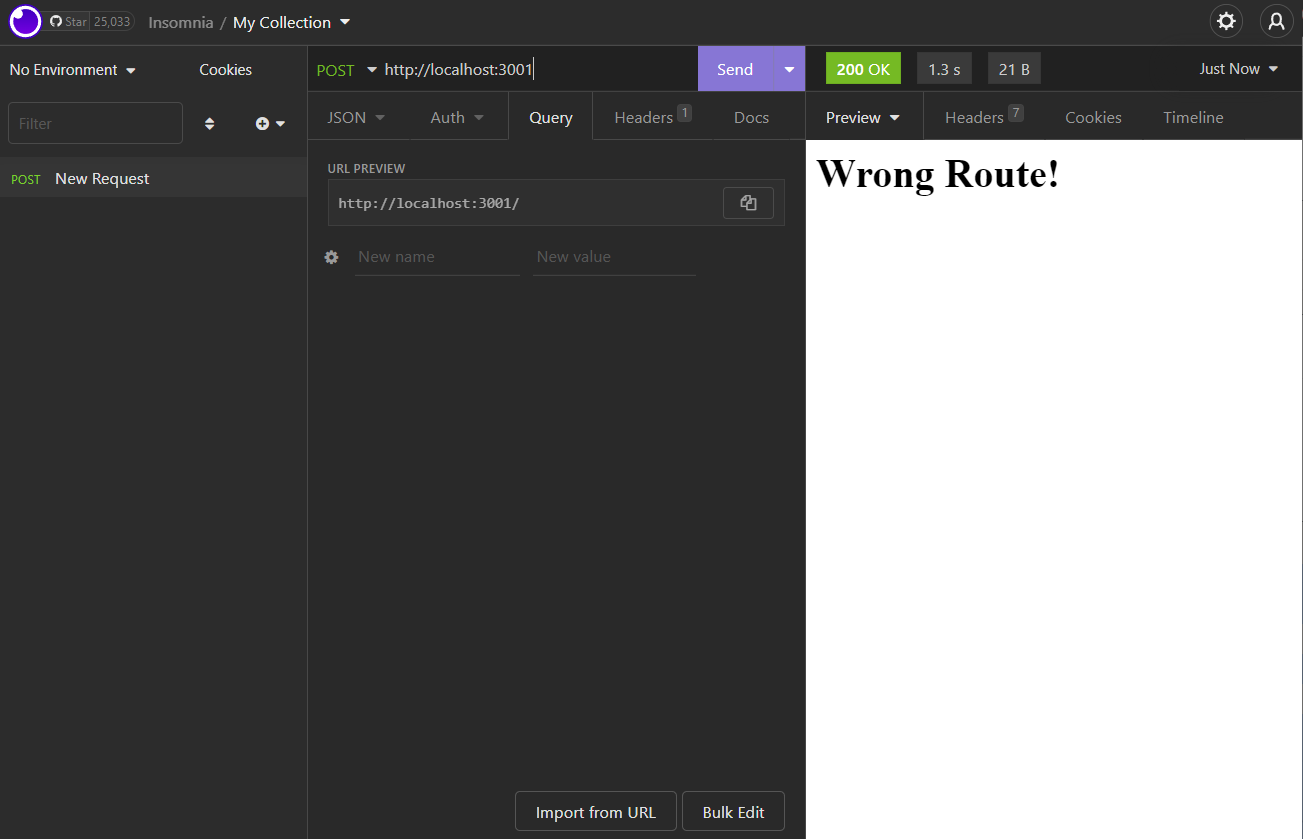 Star 25,033 Insomnia / My Collection
No Environment Cookies
Filter
POST New Request
POST http://localhost:3001 Send
JSON Auth Query Headers 1 Docs
URL PREVIEW
http://localhost:3001/
New name New value
Import from URL Bulk Edit
200 OK 1.3 s 21 B Just Now
Preview Headers 7 Cookies Timeline
Wrong Route!